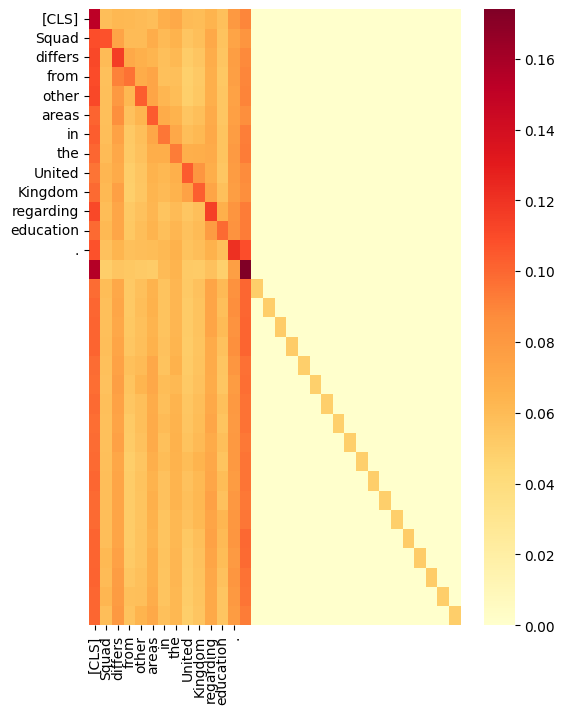 [CLS]
Squad
differs
from
other
areas
in
the
United
Kingdom
regarding
education
.
0.16
0.14
0.12
0.10
0.08
0.06
0.04
0.02
0.00
[CLS]
Squad
differs
from
other
areas
in
the
United
Kingdom
regarding
education
.